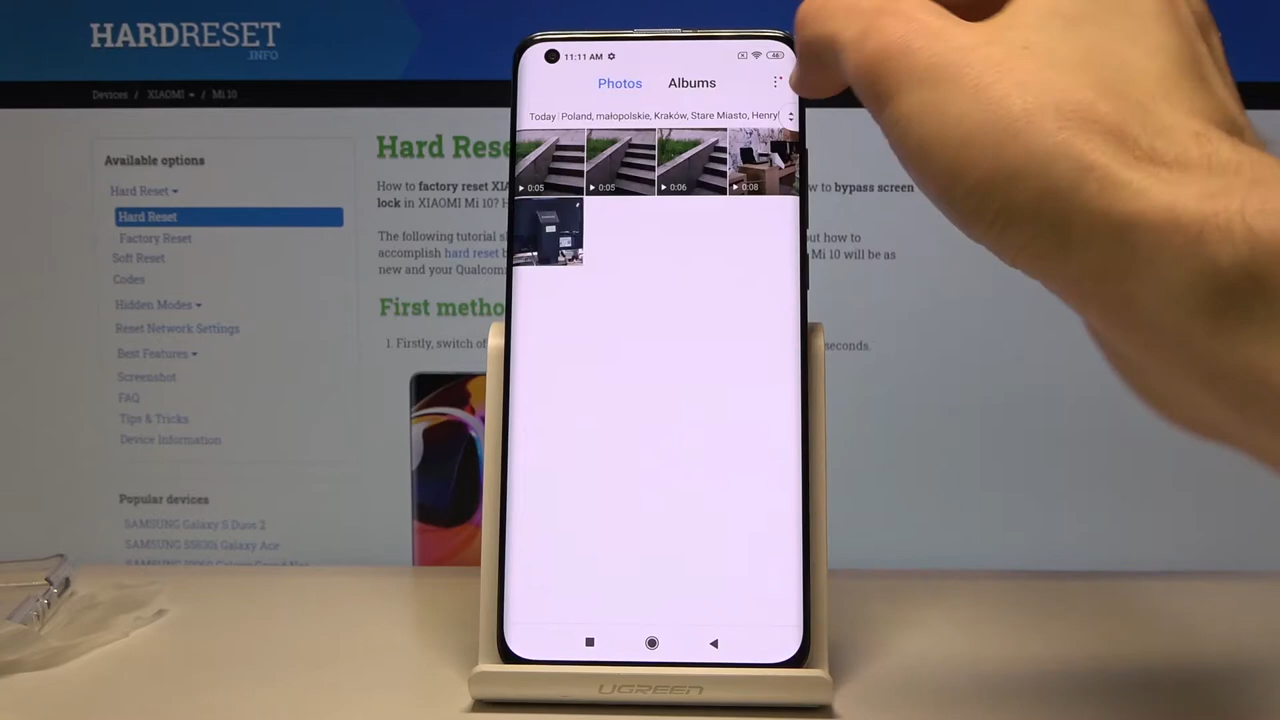 HARDRESET
.INFO
Devices / XIAOMI / Mi 10
Available options
Hard Reset
Hard Reset
Factory Reset
Soft Reset
Codes
Hidden Modes
Reset Network Settings
Best Features
Screenshot
FAQ
Tips & Tricks
Device Information
Popular devices
SAMSUNG Galaxy S Duos 2
SAMSUNG S5830i Galaxy Ace
SAMSUNG
Hard Rese
How to factory reset XIA
lock in XIAOMI Mi 10? H
The following tutorial s
accomplish hard reset b
new and your Qualcom
First metho
1. Firstly, switch of
w to bypass screen
out how to
Mi 10 will be as
seconds.
11:11 AM
46
Photos Albums
Today Poland, małopolskie, Kraków, Stare Miasto, Henry
0:05
0:05
0:06
0:08
UGREEN